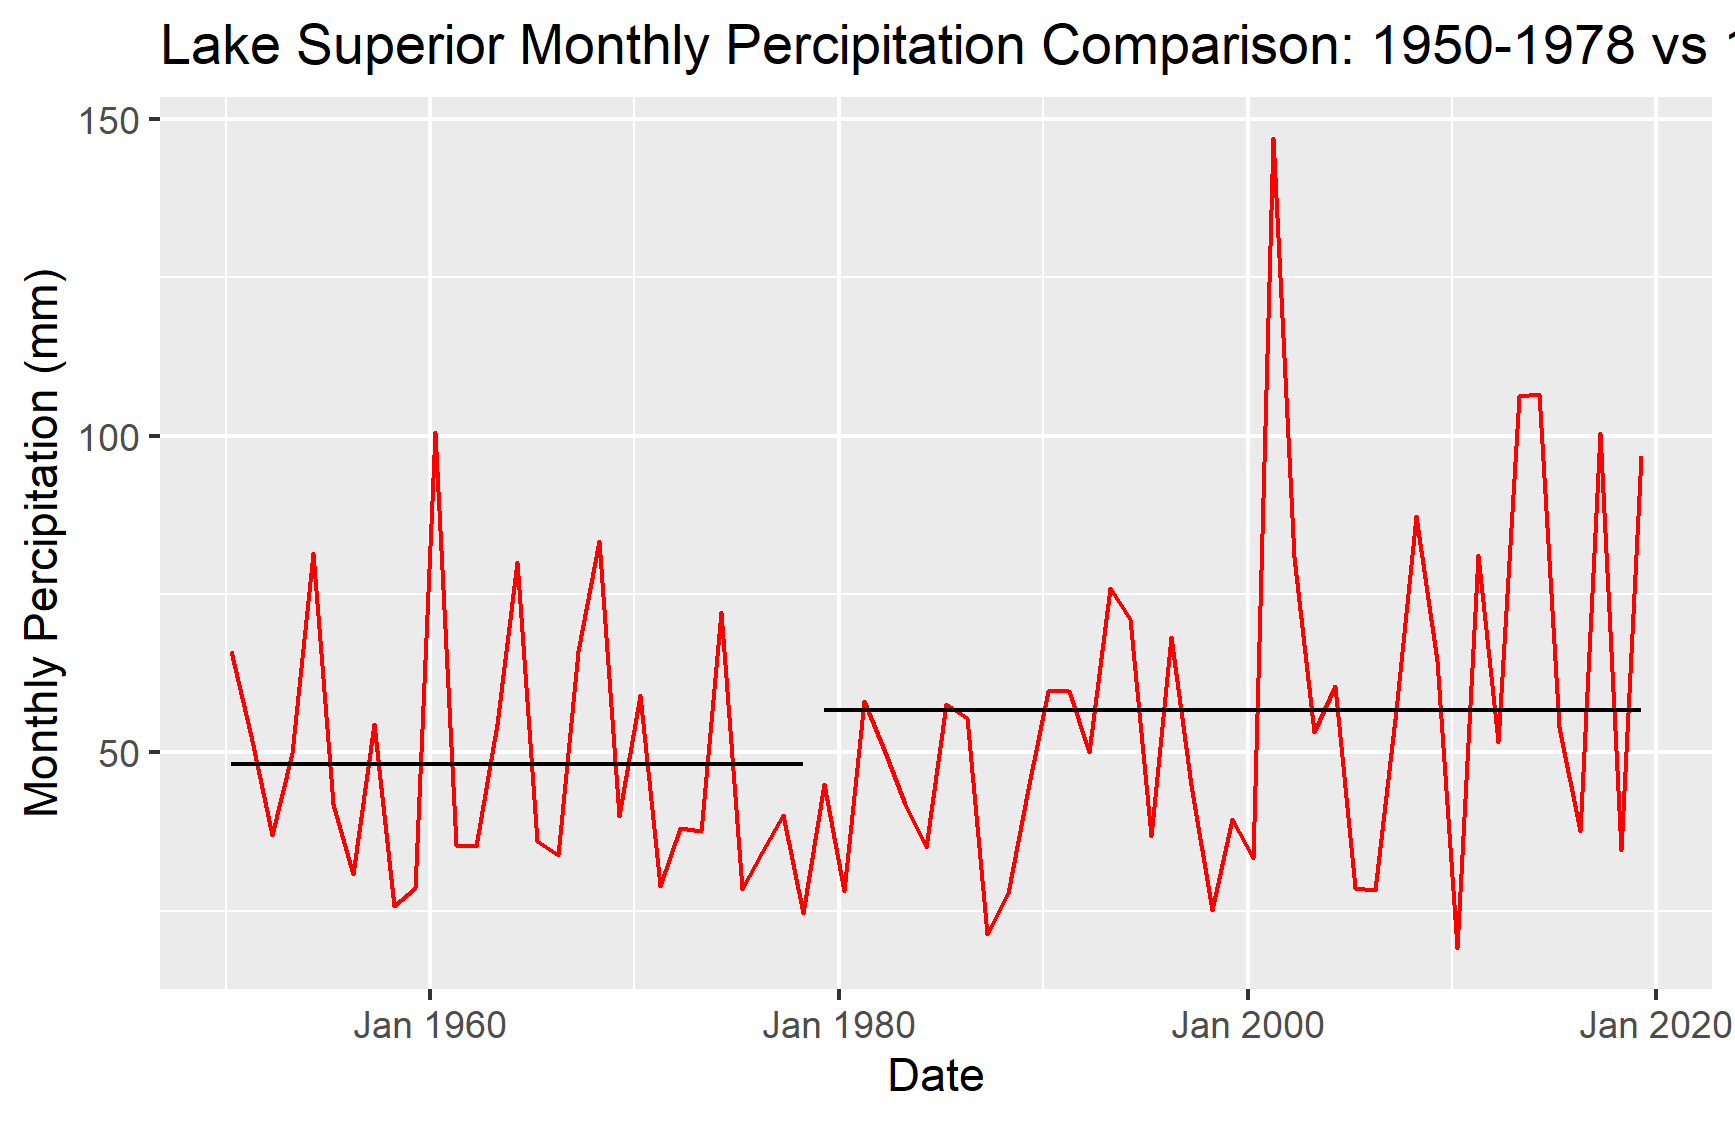 Lake Superior Monthly Percipitation Comparison: 1950-1978 vs
Monthly Percipitation (mm)
150
100
50
Jan 1960
Jan 1980
Jan 2000
Jan 2020
Date